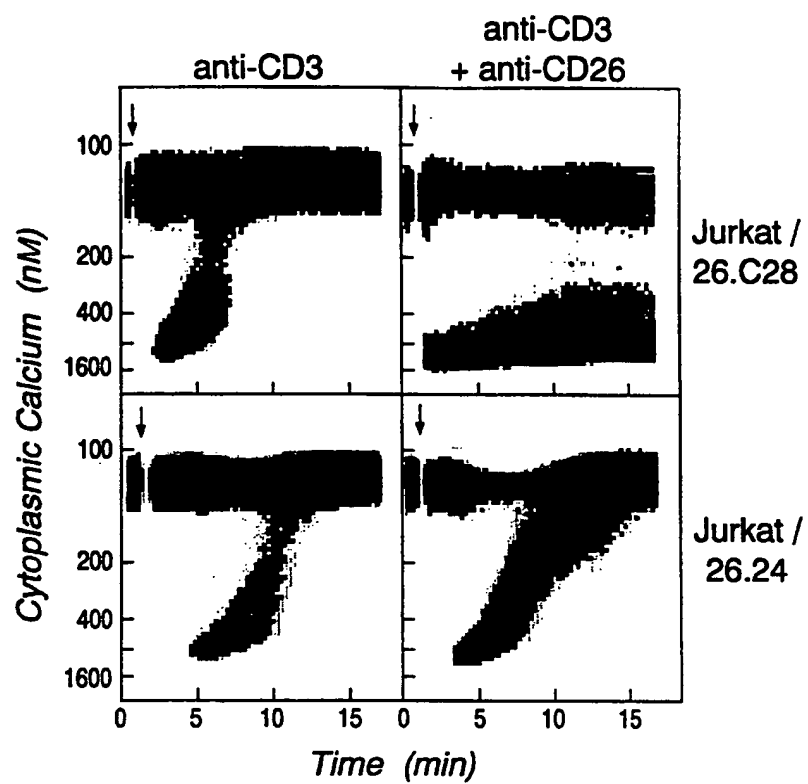 anti-CD3
anti-CD3
+ anti-CD26
100
200
400
1600
Jurkat /
26.C28
100
200
400
1600
Jurkat /
26.24
0
5
10
15
0
5
10
15
Cytoplasmic Calcium (nM)
Time (min)